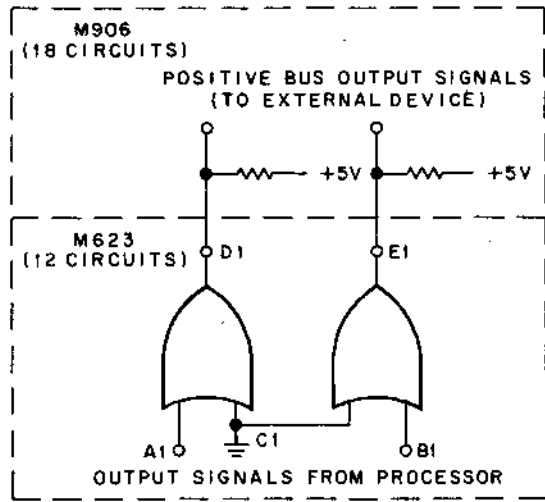 M906
(18 CIRCUITS)
POSITIVE BUS OUTPUT SIGNALS
(TO EXTERNAL DEVICE)
+5V
+5V
M623
(12 CIRCUITS)
D1
E1
A1
C1
B1
OUTPUT SIGNALS FROM PROCESSOR